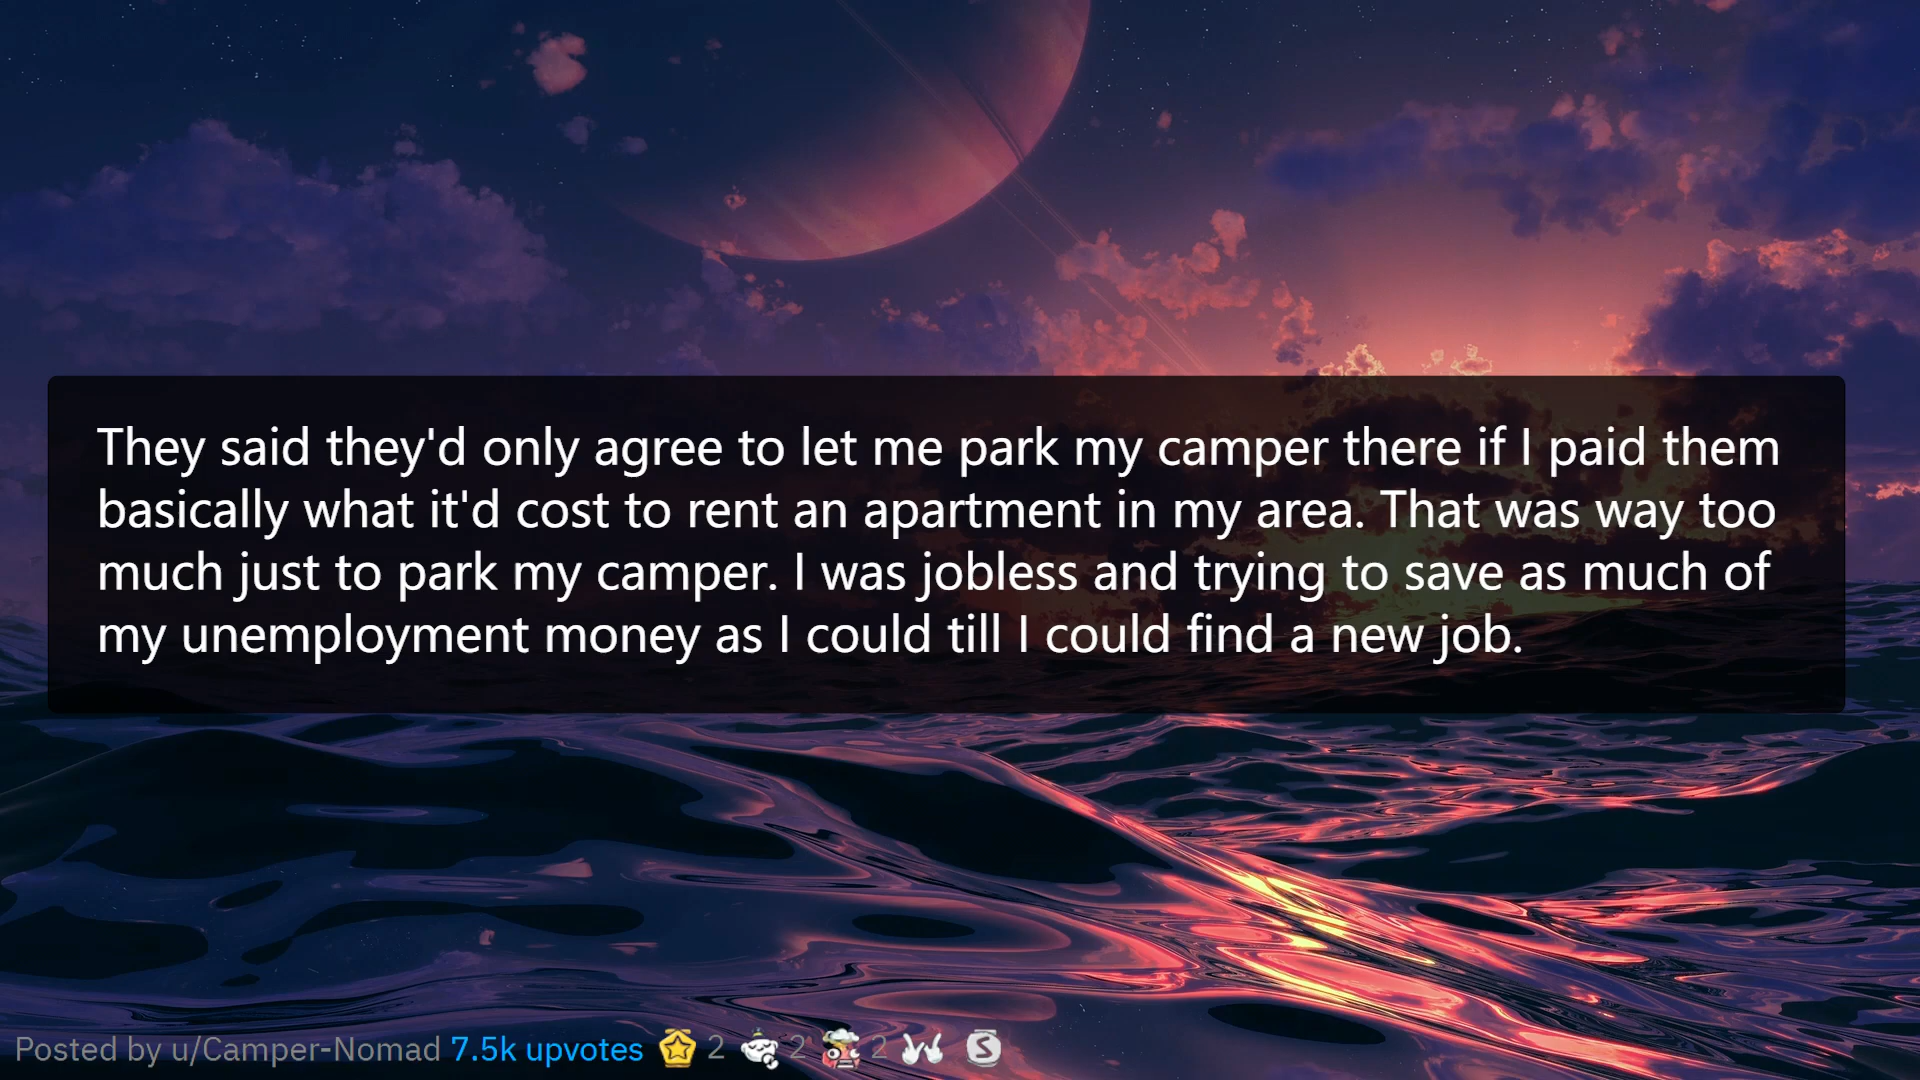 They said they'd only agree to let me park my camper there if I paid them
basically what it'd cost to rent an apartment in my area. That was way too
much just to park my camper. I was jobless and trying to save as much of
my unemployment money as I could till I could find a new job.
Posted by u/Camper-Nomad 7.5k upvotes 2 2 2 S